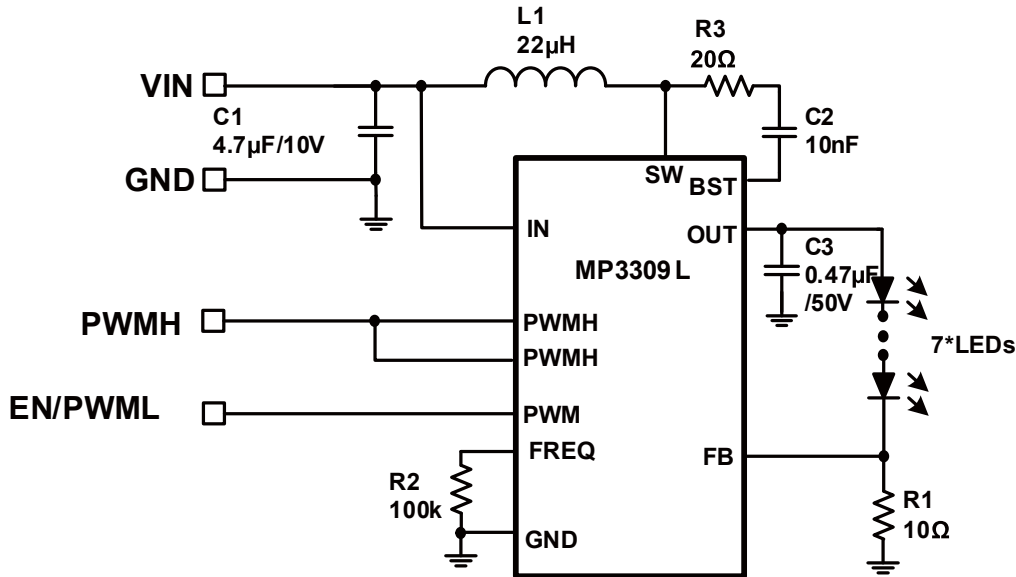 L1
22µH
R3
20Ω
VIN
C1
4.7µF/10V
C2
10nF
GND
SW
BST
IN
OUT
MP3309L
C3
0.47µF
/50V
PWMH
PWMH
PWMH
7*LEDs
EN/PWML
PWM
FREQ
FB
R2
100k
R1
10Ω
GND